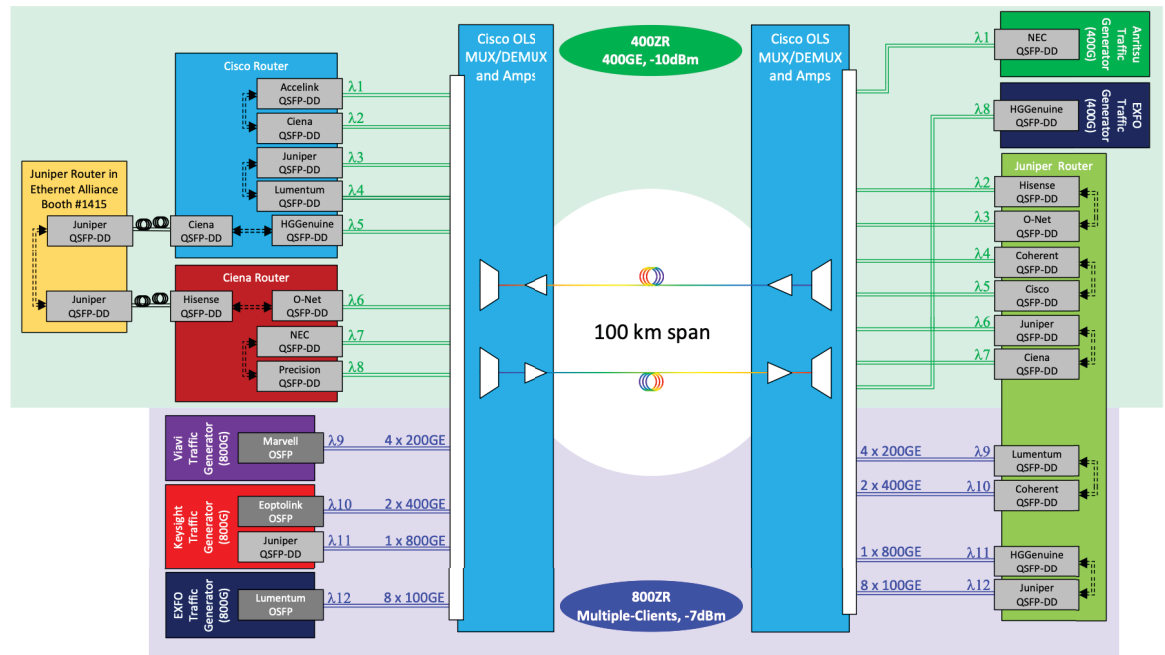 Cisco OLS
MUX/DEMUX
and Amps
400ZR
400GE, -10dBm
Cisco OLS
MUX/DEMUX
and Amps
Cisco Router
Accelink
QSFP-DD
λ1
Ciena
QSFP-DD
λ2
Juniper
QSFP-DD
λ3
Lumentum
QSFP-DD
λ4
HGGenuine
QSFP-DD
λ5
Ciena
QSFP-DD
Juniper Router in
Ethernet Alliance
Booth #1415
Juniper
QSFP-DD
Juniper
QSFP-DD
Ciena Router
Hisense
QSFP-DD
O-Net
QSFP-DD
λ6
NEC
QSFP-DD
λ7
Precision
QSFP-DD
λ8
100 km span
λ1
NEC
QSFP-DD
Anritsu
Traffic
Generator
(400G)
λ8
HGGenuine
QSFP-DD
EXFO
Traffic
Generator
(400G)
Juniper Router
λ2
Hisense
QSFP-DD
λ3
O-Net
QSFP-DD
λ4
Coherent
QSFP-DD
λ5
Cisco
QSFP-DD
λ6
Juniper
QSFP-DD
λ7
Ciena
QSFP-DD
Viavi
Traffic
Generator
(800G)
Marvell
OSFP
λ9 4 x 200GE
Keysight
Traffic
Generator
(800G)
Eoptolink
OSFP
λ10 2 x 400GE
Juniper
QSFP-DD
λ11 1 x 800GE
EXFO
Traffic
Generator
(800G)
Lumentum
OSFP
λ12 8 x 100GE
800ZR
Multiple-Clients, -7dBm
4 x 200GE λ9
Lumentum
QSFP-DD
2 x 400GE λ10
Coherent
QSFP-DD
1 x 800GE λ11
HGGenuine
QSFP-DD
8 x 100GE λ12
Juniper
QSFP-DD